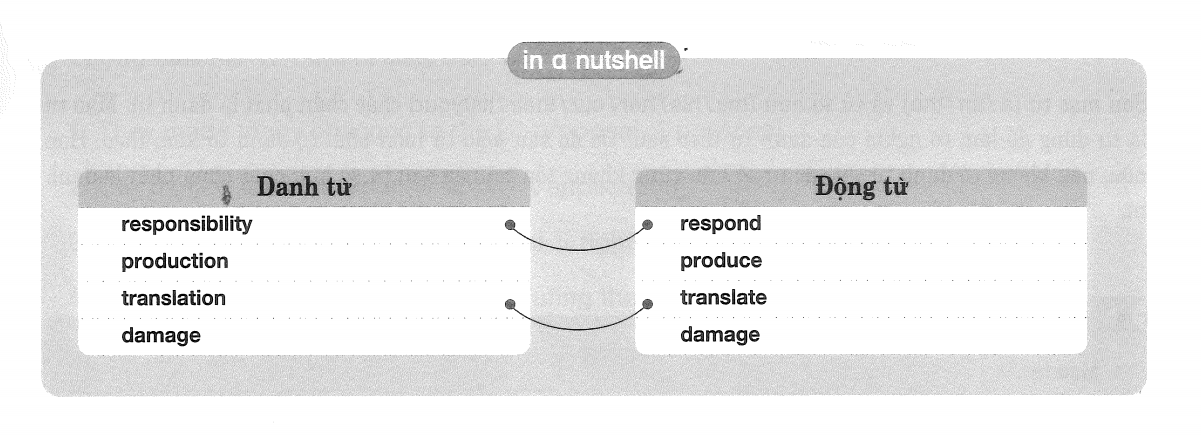 in a nutshell
Danh từ
Động từ
responsibility
respond
production
produce
translation
translate
damage
damage